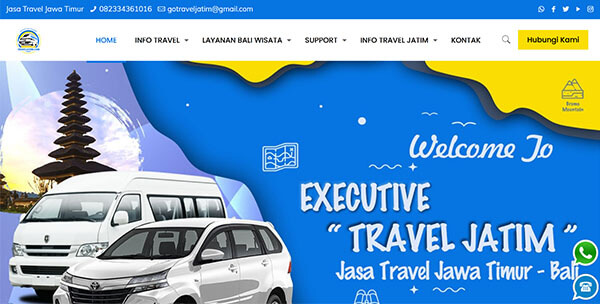 Jasa Travel Jawa Timur 082334361016 gotraveljatim@gmail.com
HOME INFO TRAVEL LAYANAN BALI WISATA SUPPORT INFO TRAVEL JATIM KONTAK Hubungi Kami
Bromo
Mountain
Welcome To
EXECUTIVE
“ TRAVEL JATIM ”
Jasa Travel Jawa Timur - Bali